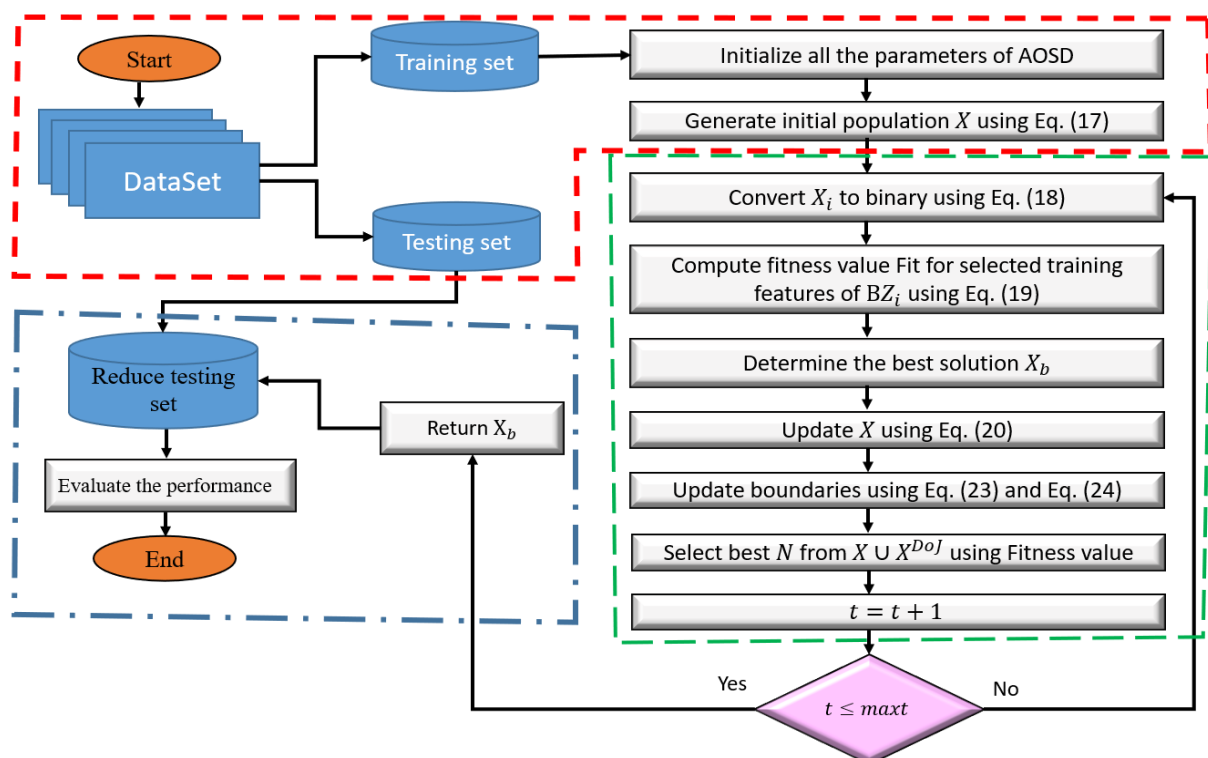 Start
DataSet
Training set
Testing set
Initialize all the parameters of AOSD
Generate initial population X using Eq. (17)
Convert X_i to binary using Eq. (18)
Compute fitness value Fit for selected training
features of BZ_i using Eq. (19)
Determine the best solution X_b
Update X using Eq. (20)
Update boundaries using Eq. (23) and Eq. (24)
Select best N from X ∪ X^{DoJ} using Fitness value
t = t + 1
t ≤ maxt
Yes
No
Return X_b
Reduce testing
set
Evaluate the performance
End